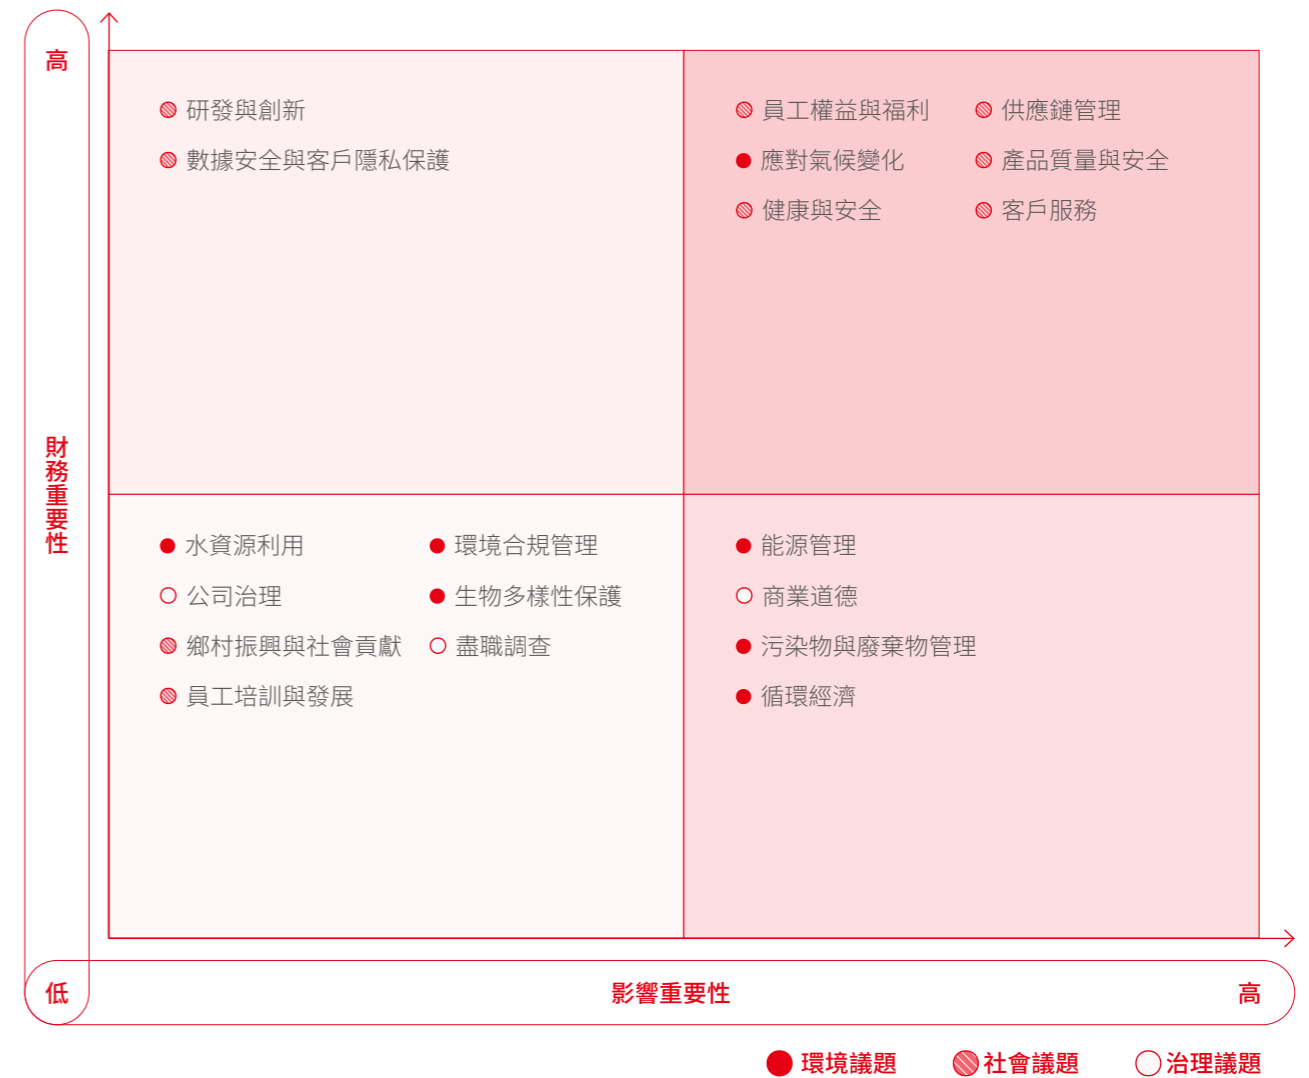 高
研發與創新
數據安全與客戶隱私保護
員工權益與福利
供應鏈管理
應對氣候變化
產品質量與安全
健康與安全
客戶服務
財務重要性
水資源利用
環境合規管理
公司治理
生物多樣性保護
鄉村振興與社會貢獻
盡職調查
員工培訓與發展
能源管理
商業道德
污染物與廢棄物管理
循環經濟
低
影響重要性
高
環境議題
社會議題
治理議題